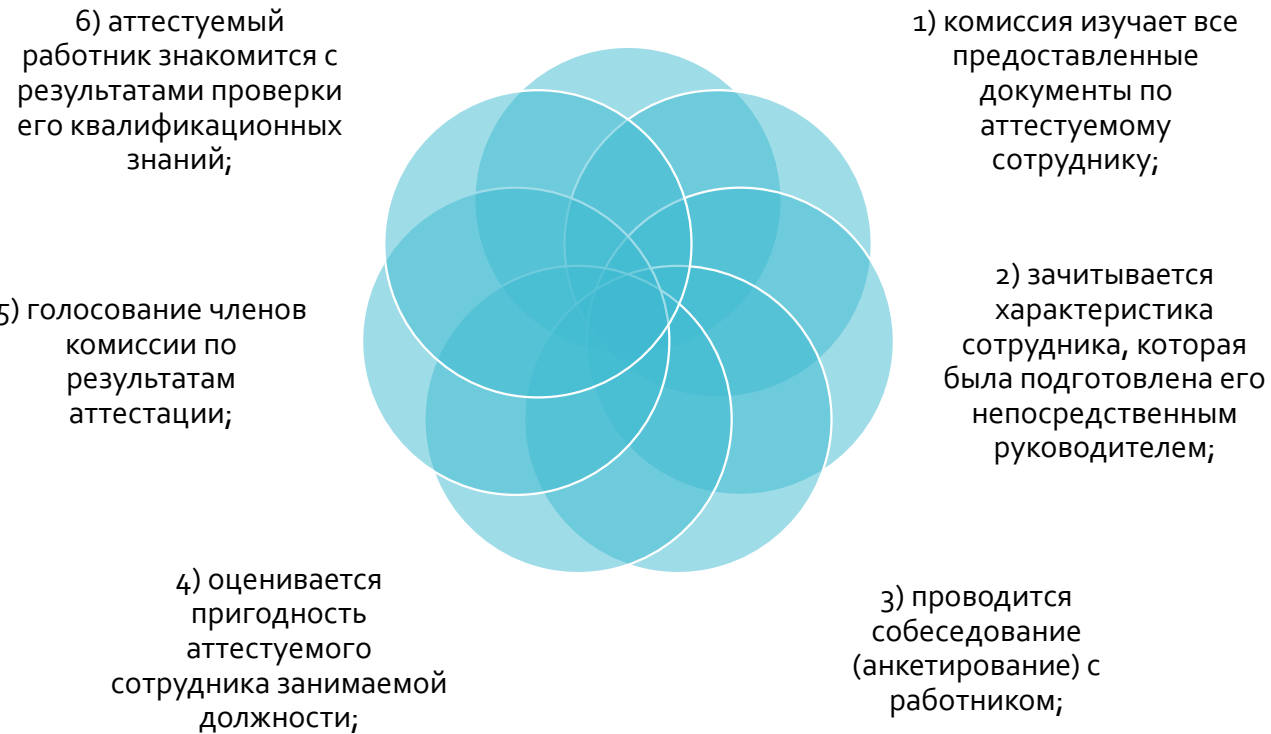 1) комиссия изучает все
предоставленные
документы по
аттестуемому
сотруднику;
2) зачитывается
характеристика
сотрудника, которая
была подготовлена его
непосредственным
руководителем;
3) проводится
собеседование
(анкетирование) с
работником;
4) оценивается
пригодность
аттестуемого
сотрудника занимаемой
должности;
5) голосование членов
комиссии по
результатам
аттестации;
6) аттестуемый
работник знакомится с
результатами проверки
его квалификационных
знаний;